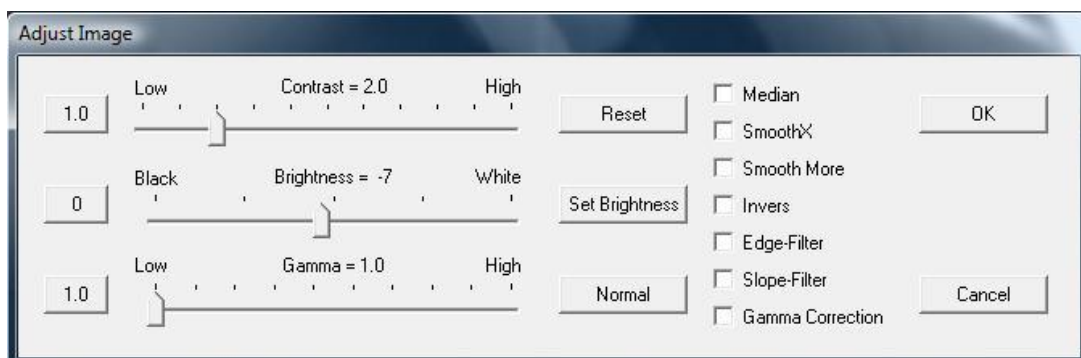 Adjust Image
Low Contrast = 2.0 High
1.0
Reset
Black Brightness = -7 White
0
Set Brightness
Low Gamma = 1.0 High
1.0
Normal
Median
SmoothX
Smooth More
Invers
Edge-Filter
Slope-Filter
Gamma Correction
OK
Cancel